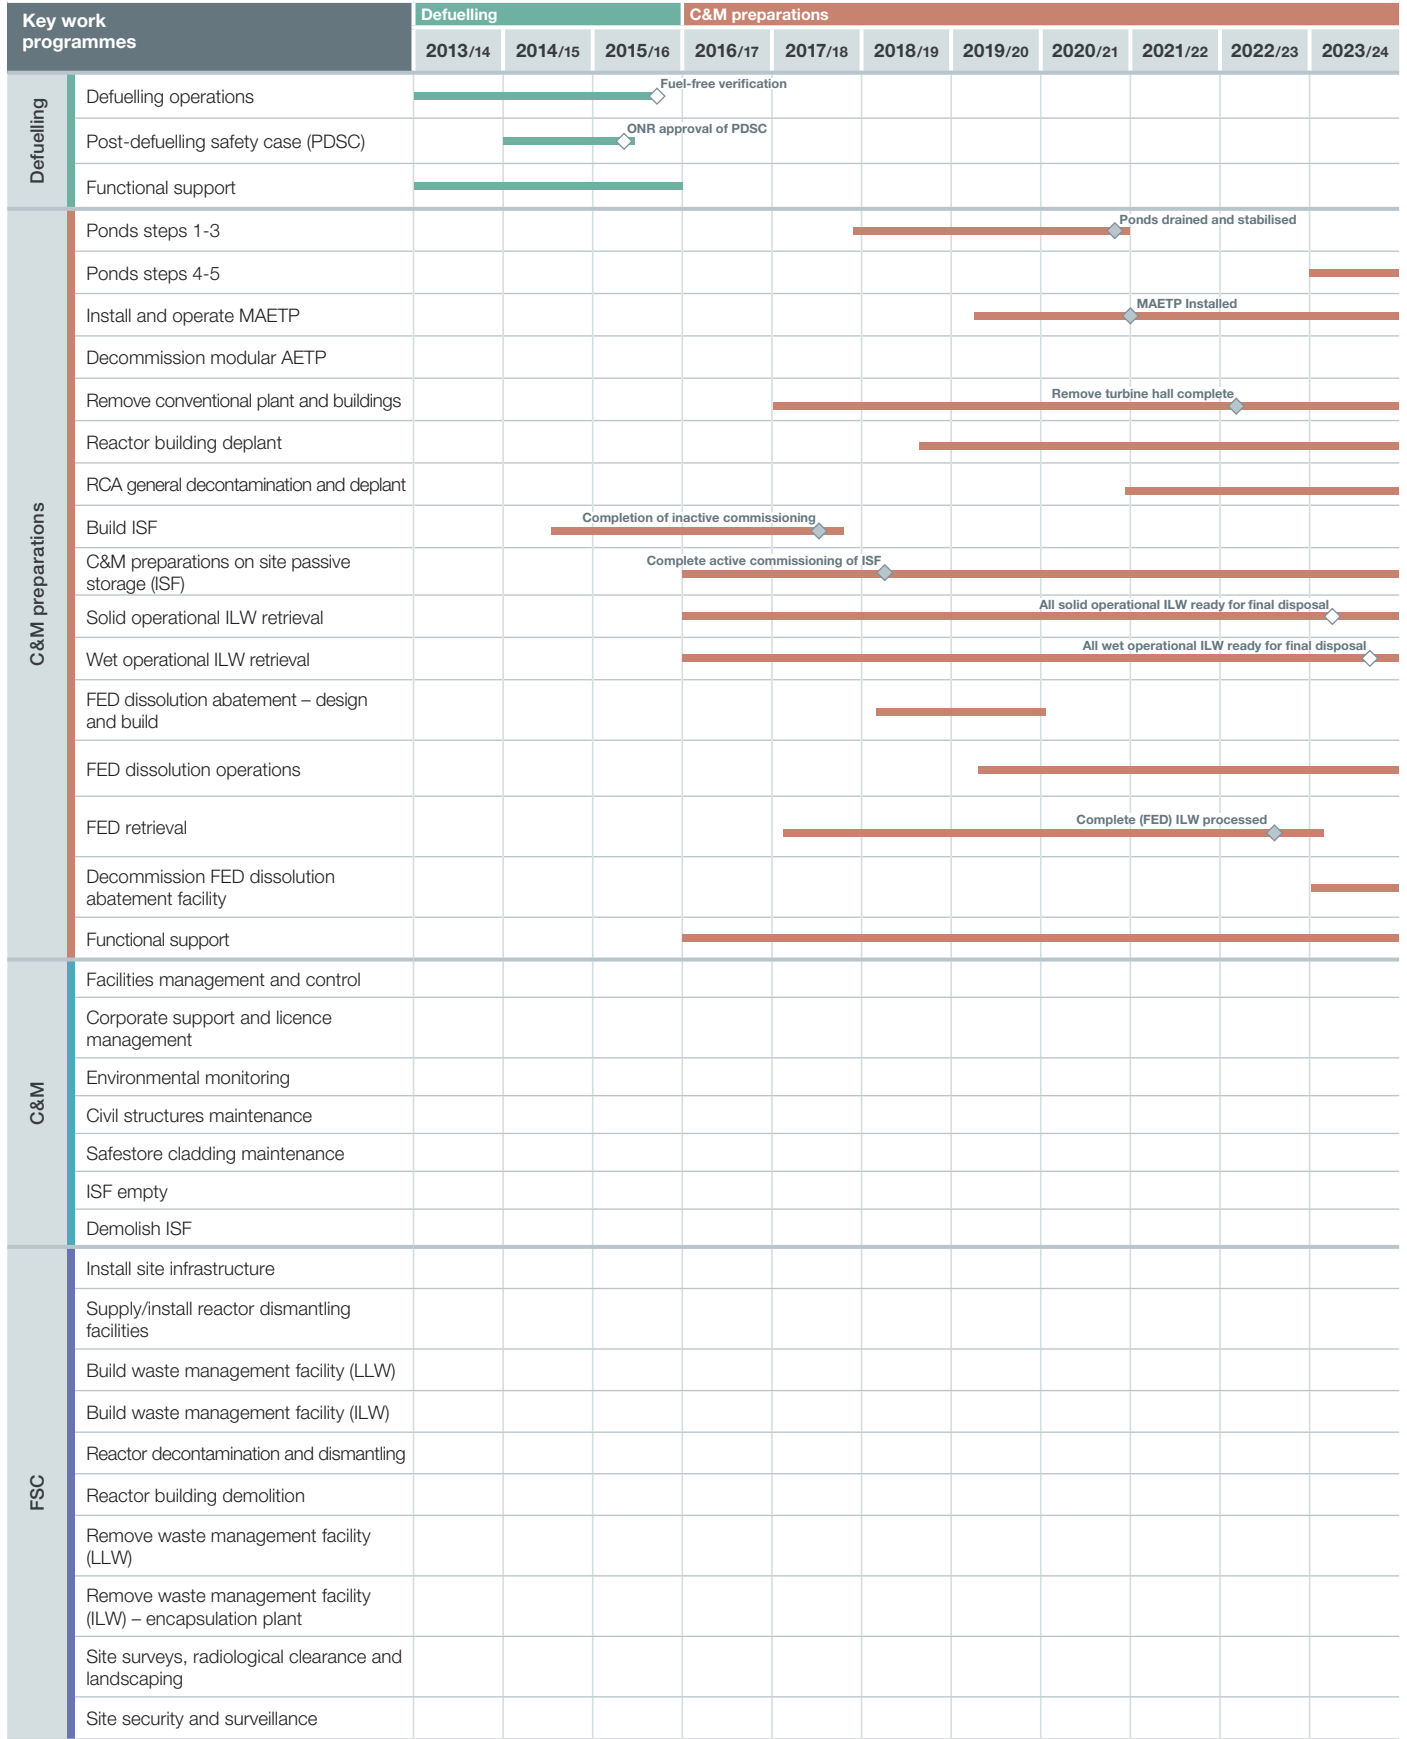 Key work
programmes
Defuelling
C&M preparations
2013/14 2014/15 2015/16 2016/17 2017/18 2018/19 2019/20 2020/21 2021/22 2022/23 2023/24
Defuelling
Defuelling operations
Fuel-free verification
Post-defuelling safety case (PDSC)
ONR approval of PDSC
Functional support
C&M preparations
Ponds steps 1-3
Ponds drained and stabilised
Ponds steps 4-5
Install and operate MAETP
MAETP Installed
Decommission modular AETP
Remove conventional plant and buildings
Remove turbine hall complete
Reactor building deplant
RCA general decontamination and deplant
Build ISF
Completion of inactive commissioning
C&M preparations on site passive
storage (ISF)
Complete active commissioning of ISF
Solid operational ILW retrieval
All solid operational ILW ready for final disposal
Wet operational ILW retrieval
All wet operational ILW ready for final disposal
FED dissolution abatement – design
and build
FED dissolution operations
FED retrieval
Complete (FED) ILW processed
Decommission FED dissolution
abatement facility
Functional support
C&M
Facilities management and control
Corporate support and licence
management
Environmental monitoring
Civil structures maintenance
Safestore cladding maintenance
ISF empty
Demolish ISF
FSC
Install site infrastructure
Supply/install reactor dismantling
facilities
Build waste management facility (LLW)
Build waste management facility (ILW)
Reactor decontamination and dismantling
Reactor building demolition
Remove waste management facility
(LLW)
Remove waste management facility
(ILW) – encapsulation plant
Site surveys, radiological clearance and
landscaping
Site security and surveillance